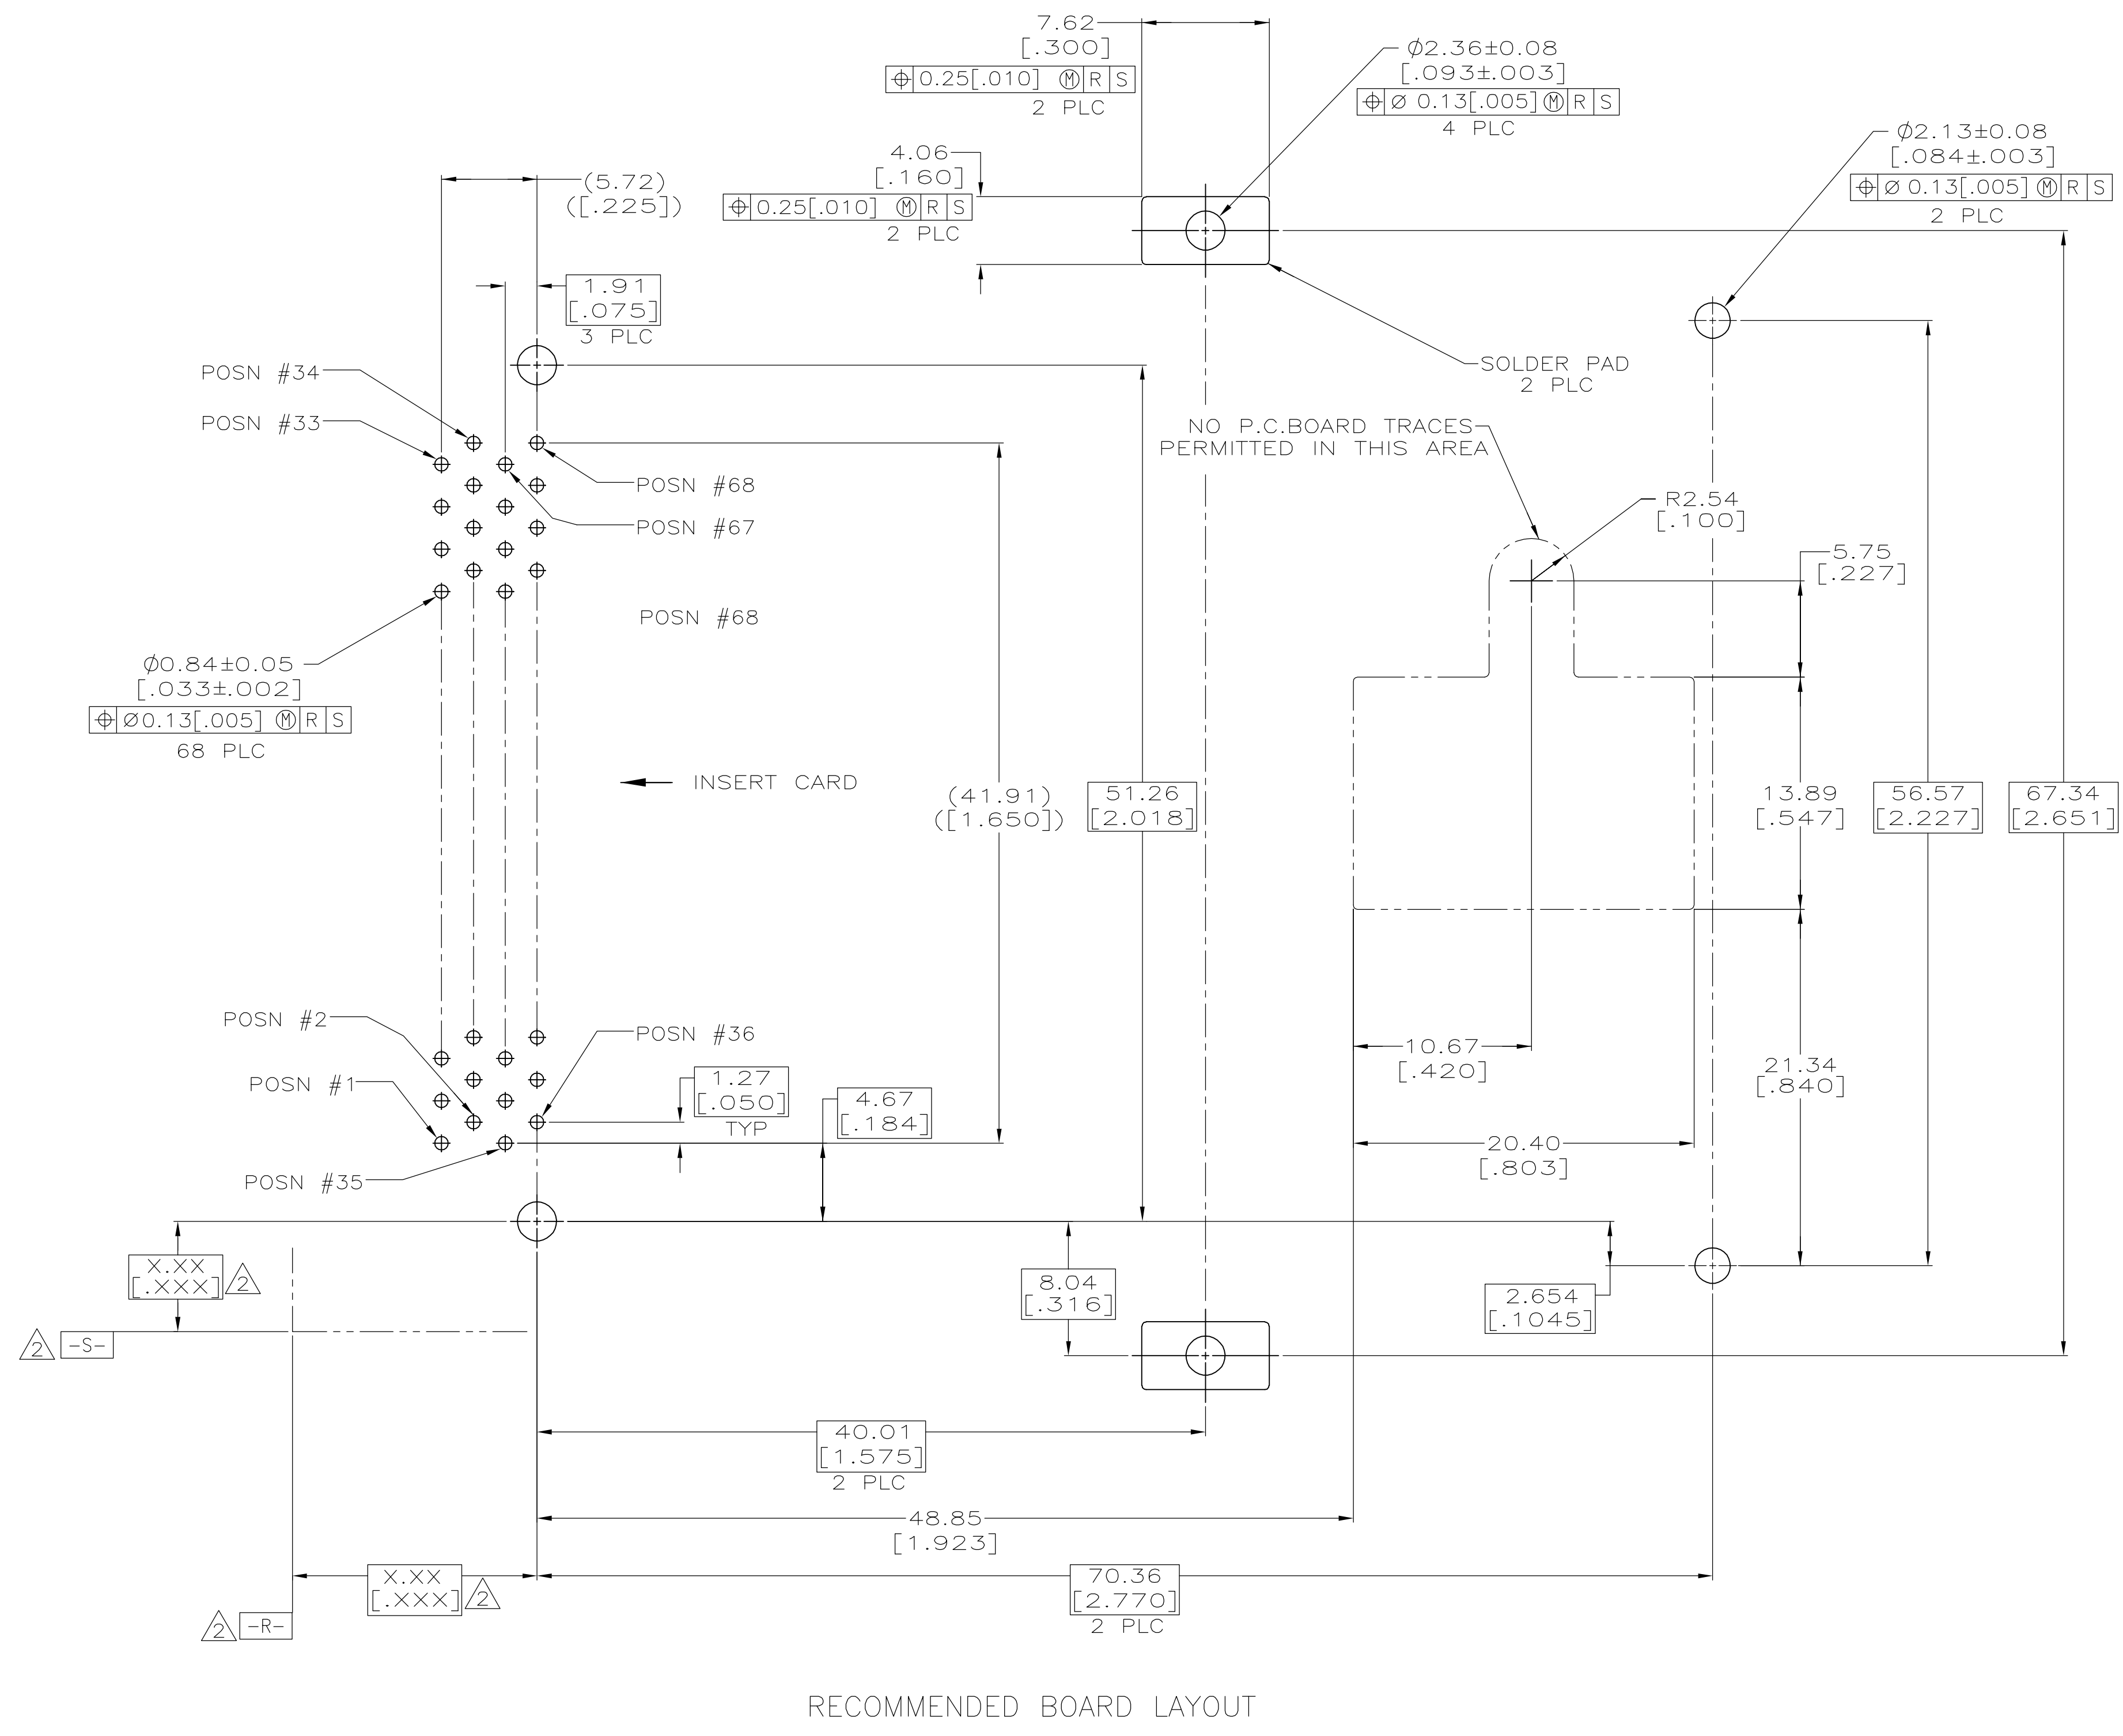 7.62
[.300]
⌖ 0.25[.010] Ⓜ R S
2 PLC
Ø2.36±0.08
[.093±.003]
⌖ Ø 0.13[.005] Ⓜ R S
4 PLC
Ø2.13±0.08
[.084±.003]
⌖ Ø 0.13[.005] Ⓜ R S
2 PLC
4.06
[.160]
⌖ 0.25[.010] Ⓜ R S
2 PLC
(5.72)
([.225])
1.91
[.075]
3 PLC
POSN #34
POSN #33
SOLDER PAD
2 PLC
NO P.C.BOARD TRACES
PERMITTED IN THIS AREA
POSN #68
POSN #67
R2.54
[.100]
5.75
[.227]
POSN #68
Ø0.84±0.05
[.033±.002]
⌖ Ø0.13[.005] Ⓜ R S
68 PLC
INSERT CARD
(41.91)
([1.650])
51.26
[2.018]
13.89
[.547]
56.57
[2.227]
67.34
[2.651]
POSN #2
POSN #36
POSN #1
1.27
[.050]
TYP
4.67
[.184]
10.67
[.420]
21.34
[.840]
20.40
[.803]
POSN #35
X.XX
[.XXX]
2
8.04
[.316]
2.654
[.1045]
2
-S-
40.01
[1.575]
2 PLC
48.85
[1.923]
X.XX
[.XXX]
2
70.36
[2.770]
2 PLC
2
-R-
RECOMMENDED BOARD LAYOUT